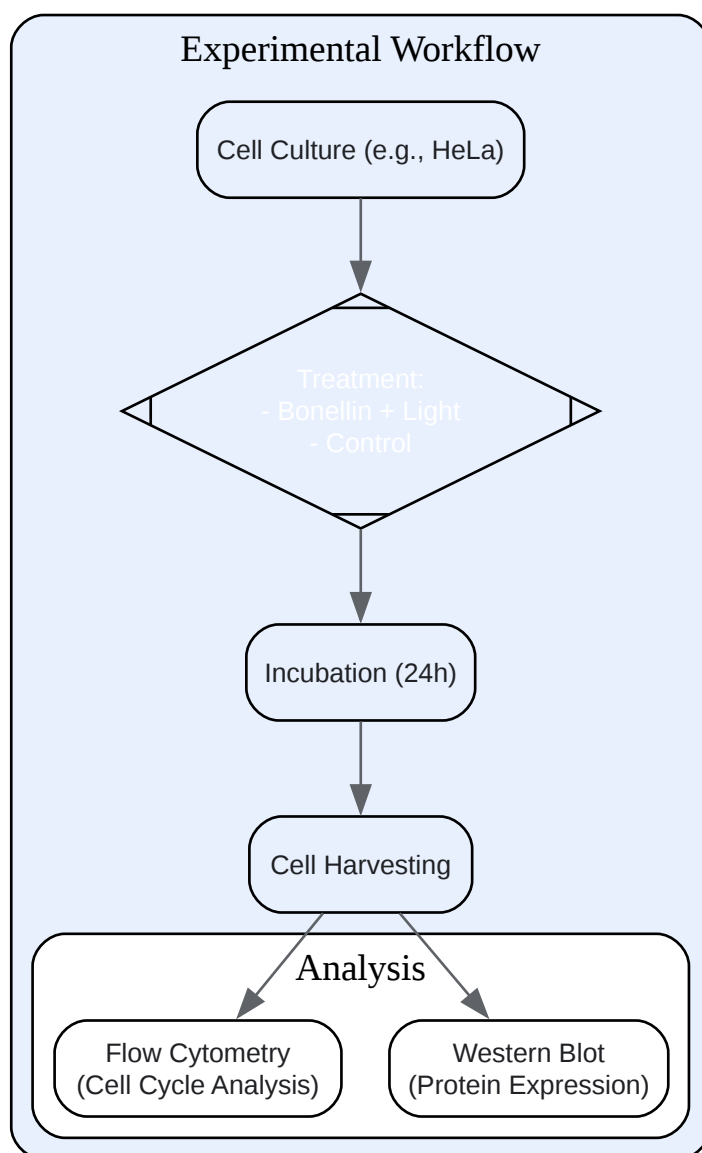 Experimental Workflow
Cell Culture (e.g., HeLa)
Treatment:
- Bonellin + Light
- Control
Incubation (24h)
Cell Harvesting
Analysis
Flow Cytometry
(Cell Cycle Analysis)
Western Blot
(Protein Expression)